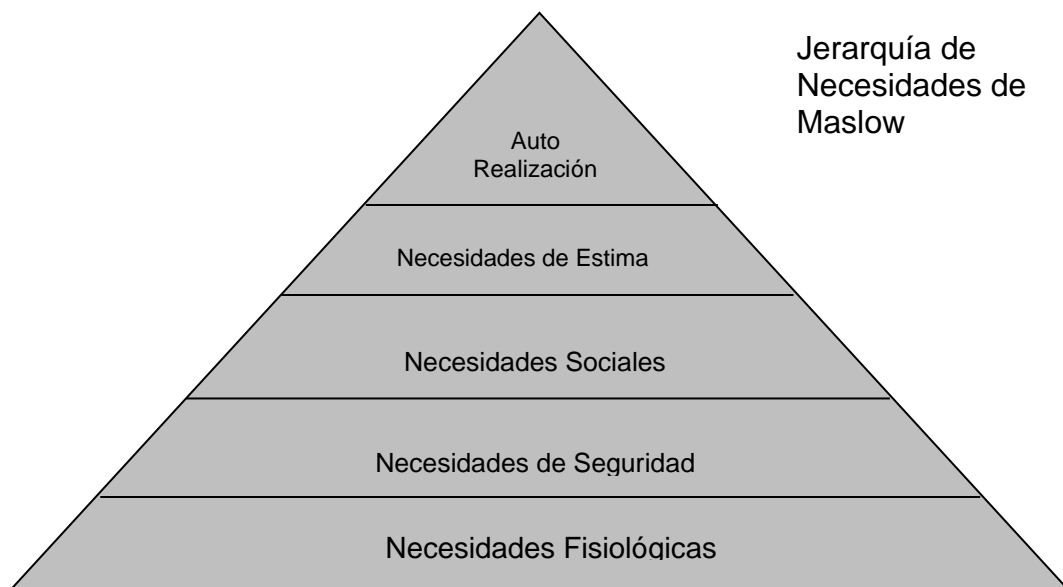 Jerarquía de
Necesidades de
Maslow
Auto
Realización
Necesidades de Estima
Necesidades Sociales
Necesidades de Seguridad
Necesidades Fisiológicas